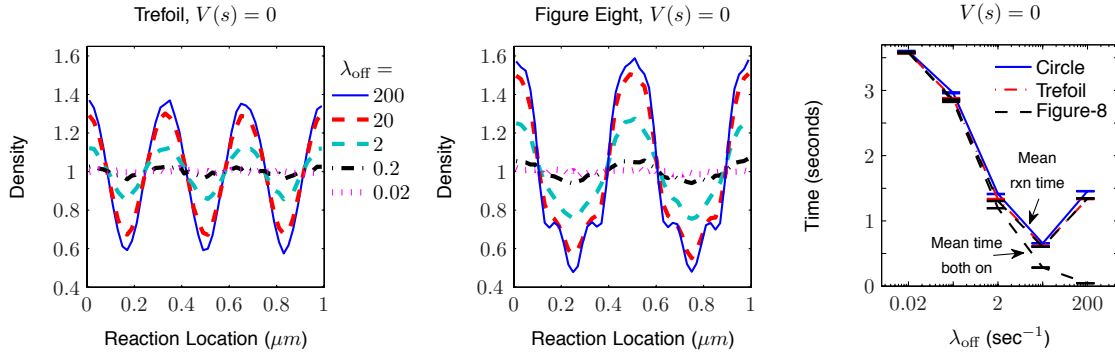 Trefoil, V(s) = 0
1.6
1.4
1.2
1
0.8
0.6
0.4
Density
0 0.2 0.4 0.6 0.8 1
Reaction Location (μm)
λoff =
200
20
2
0.2
0.02
Figure Eight, V(s) = 0
1.6
1.4
1.2
1
0.8
0.6
0.4
Density
0 0.2 0.4 0.6 0.8 1
Reaction Location (μm)
V(s) = 0
3
1.5
0
Time (seconds)
Circle
Trefoil
Figure-8
Mean
rxn time
Mean time
both on
0.02 2 200
λoff (sec⁻¹)